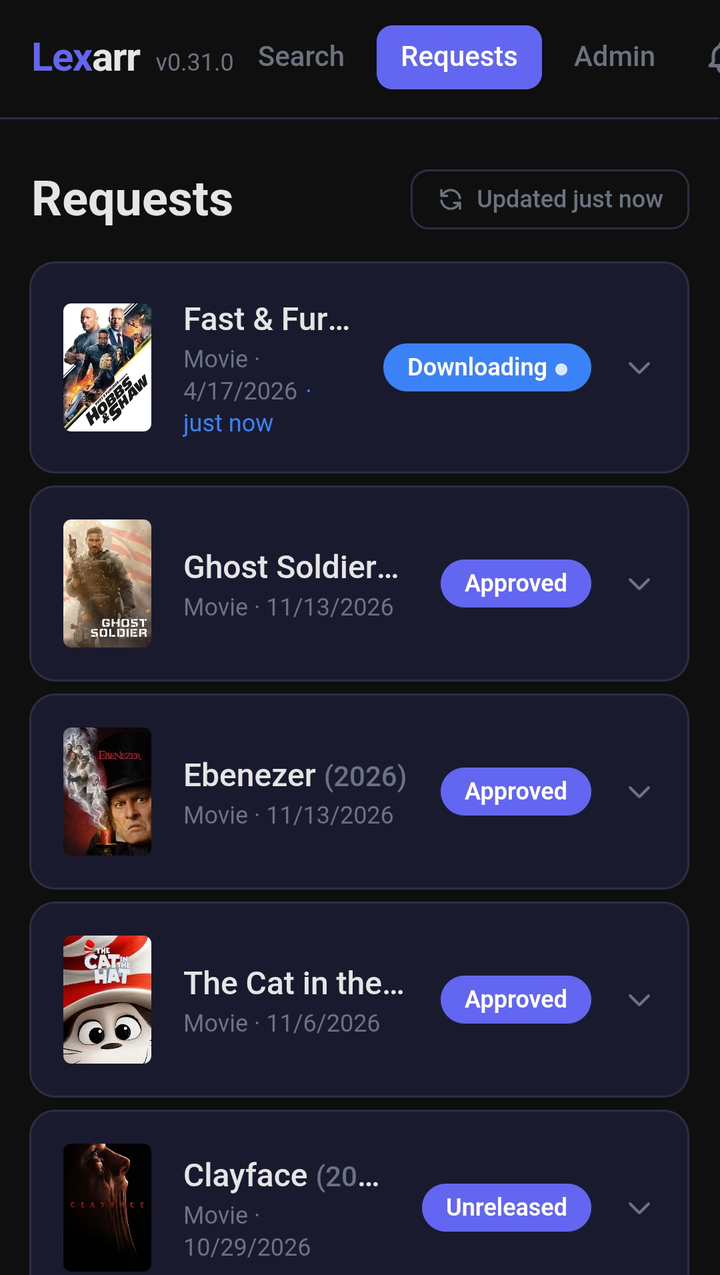 Lexarr v0.31.0 Search Requests Admin
Requests
Updated just now
HOBBS
& SHAW
Fast & Fur...
Movie ·
4/17/2026 ·
just now
Downloading
GHOST
SOLDIER
Ghost Soldier...
Movie · 11/13/2026
Approved
EBENEZER
Ebenezer (2026)
Movie · 11/13/2026
Approved
THE
CAT IN THE
HAT
The Cat in the...
Movie · 11/6/2026
Approved
CLAYFACE
Clayface (20...
Movie ·
10/29/2026
Unreleased